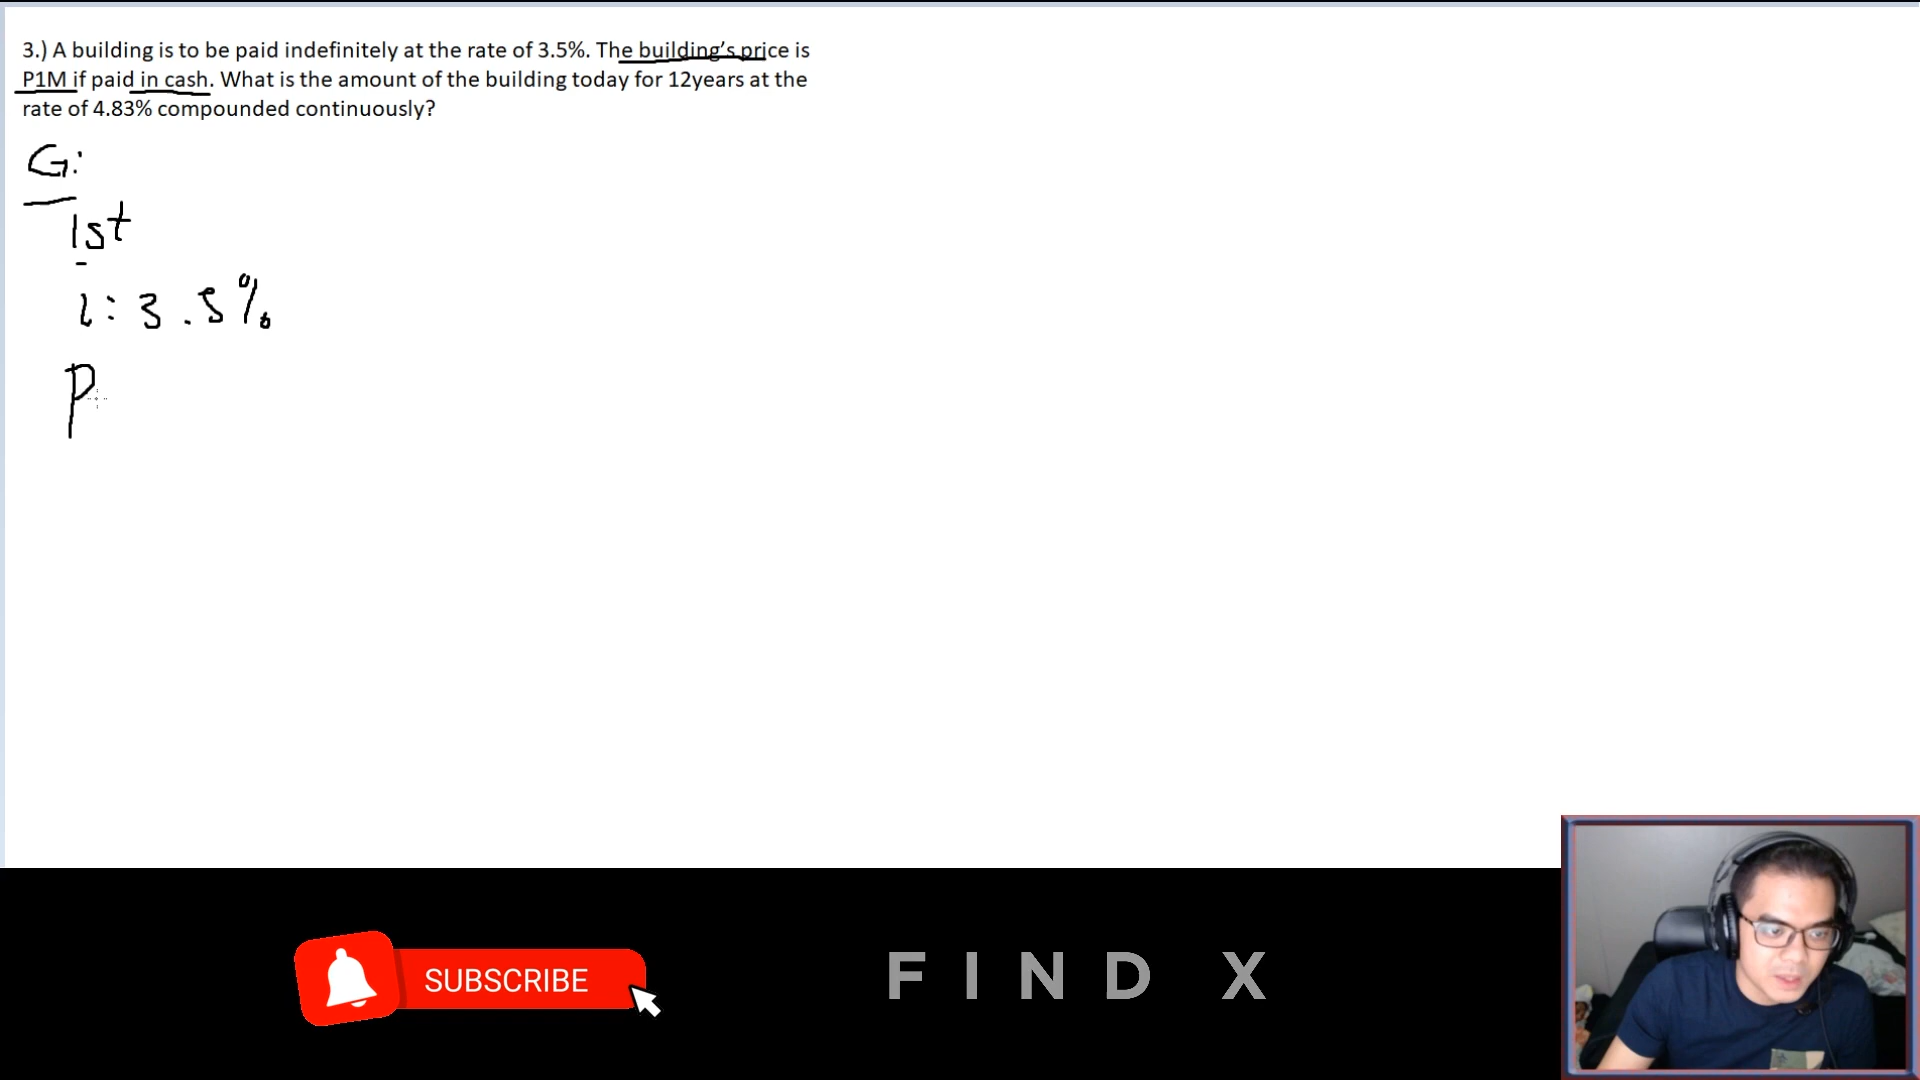 3.) A building is to be paid indefinitely at the rate of 3.5%. The building's price is
P1M if paid in cash. What is the amount of the building today for 12years at the
rate of 4.83% compounded continuously?
G:
1st
i: 3.5%
P
SUBSCRIBE
FIND X